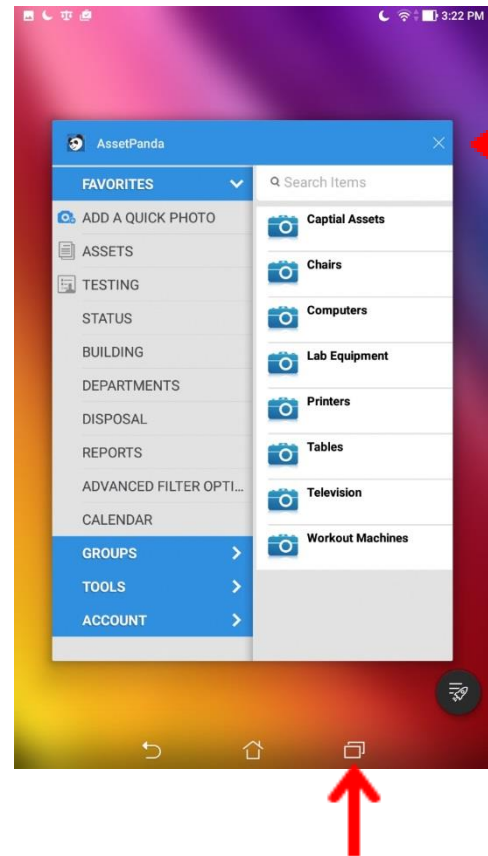 3:22 PM
AssetPanda
FAVORITES
ADD A QUICK PHOTO
ASSETS
TESTING
STATUS
BUILDING
DEPARTMENTS
DISPOSAL
REPORTS
ADVANCED FILTER OPTI...
CALENDAR
GROUPS
TOOLS
ACCOUNT
Search Items
Captial Assets
Chairs
Computers
Lab Equipment
Printers
Tables
Television
Workout Machines